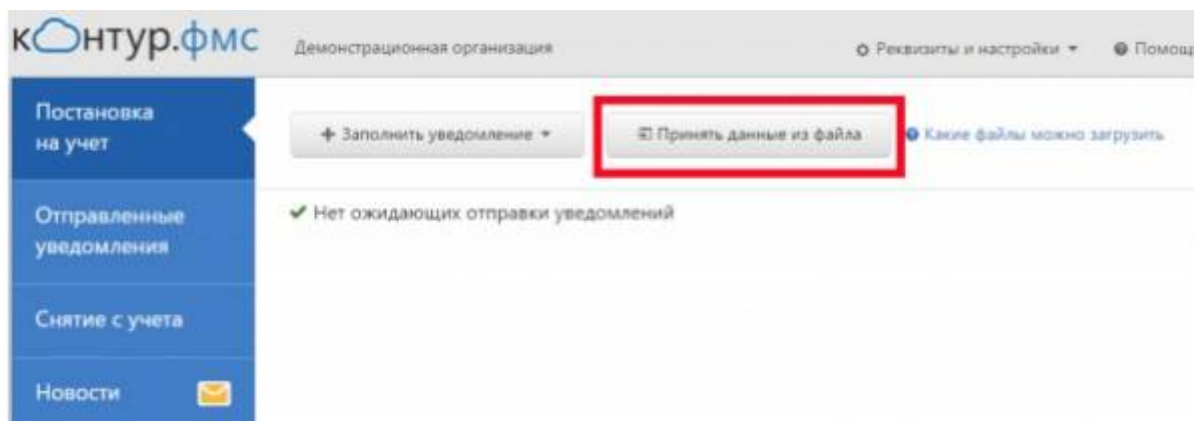 контур.фмс
Демонстрационная организация
Реквизиты и настройки
Помощ
Постановка
на учет
Заполнить уведомление
Принять данные из файла
Какие файлы можно загрузить
Нет ожидающих отправки уведомлений
Отправленные
уведомления
Снятие с учета
Новости